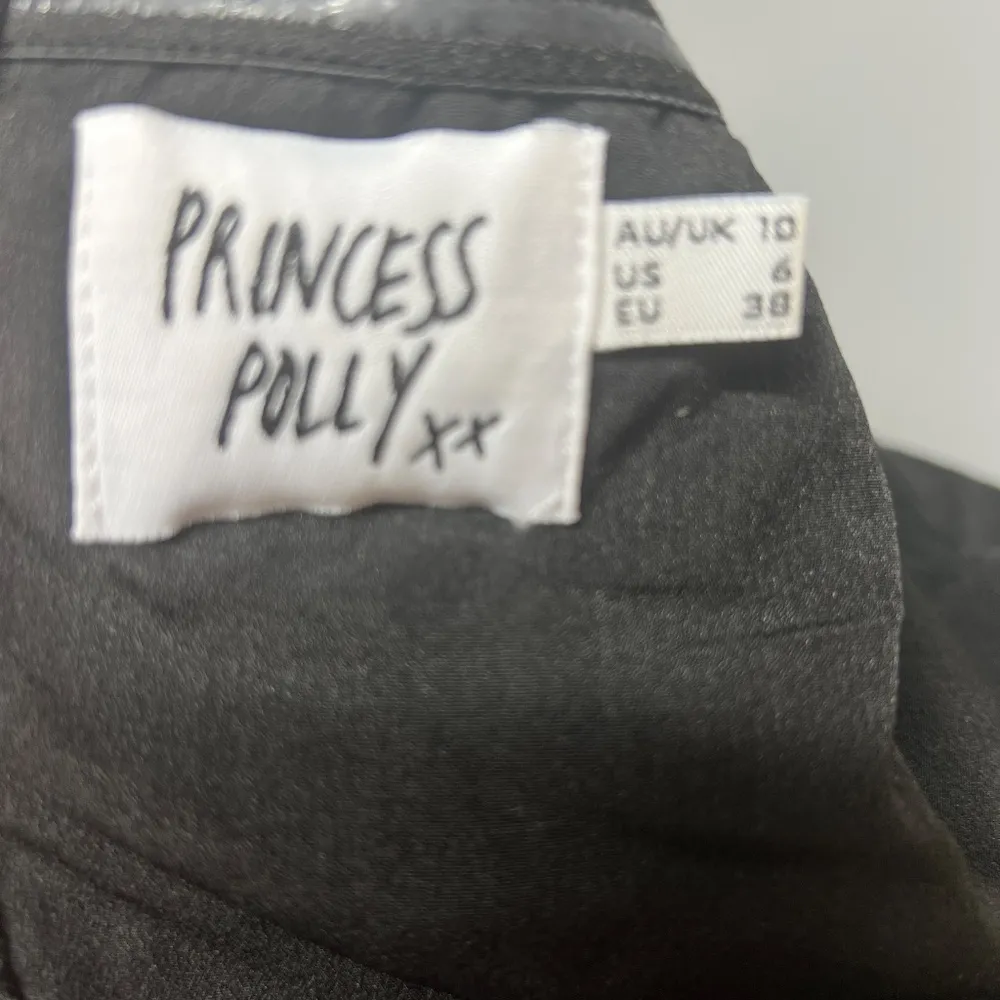 PRINCESS
POLLY xx
AU/UK 10
US 6
EU 38